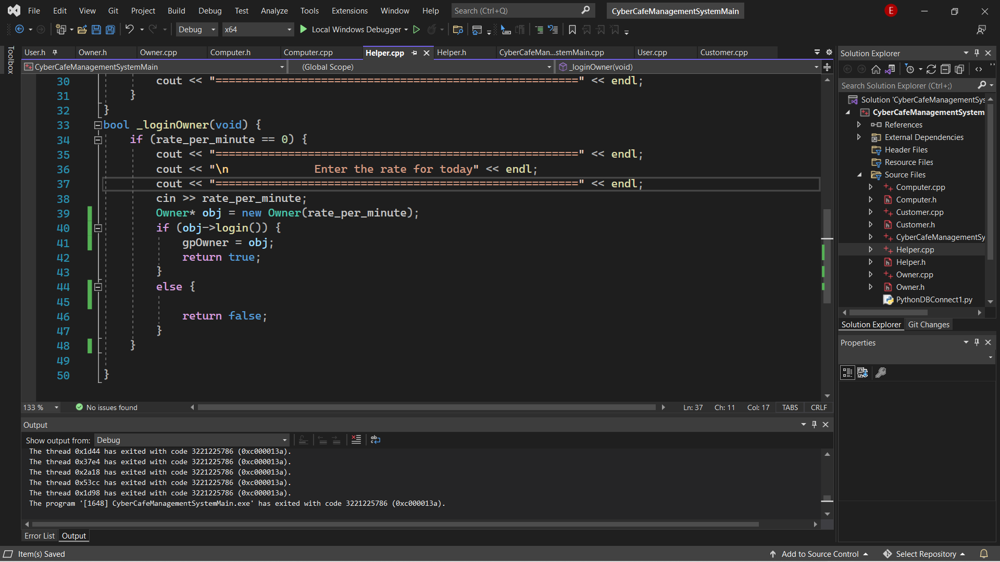 File Edit View Git Project Build Debug Test Analyze Tools Extensions Window Help Search (Ctrl+Q) CyberCafeManagementSystemMain E
Debug x64 Local Windows Debugger
Toolbox
User.h Owner.h Owner.cpp Computer.h Computer.cpp Helper.cpp Helper.h CyberCafeMan...stemMain.cpp User.cpp Customer.cpp
CyberCafeManagementSystemMain (Global Scope) _loginOwner(void)
30 cout << "=======================================================" << endl;
31 }
32 }
33 bool _loginOwner(void) {
34 if (rate_per_minute == 0) {
35 cout << "=======================================================" << endl;
36 cout << "\n             Enter the rate for today" << endl;
37 cout << "=======================================================" << endl;
38 cin >> rate_per_minute;
39 Owner* obj = new Owner(rate_per_minute);
40 if (obj->login()) {
41 gpOwner = obj;
42 return true;
43 }
44 else {
45
46 return false;
47 }
48 }
49
50 }
133 % No issues found Ln: 37 Ch: 11 Col: 17 TABS CRLF
Output
Show output from: Debug
The thread 0x1d44 has exited with code 3221225786 (0xc000013a).
The thread 0x37e4 has exited with code 3221225786 (0xc000013a).
The thread 0x2a18 has exited with code 3221225786 (0xc000013a).
The thread 0x53cc has exited with code 3221225786 (0xc000013a).
The thread 0x1d98 has exited with code 3221225786 (0xc000013a).
The program '[1648] CyberCafeManagementSystemMain.exe' has exited with code 3221225786 (0xc000013a).
Error List Output
Solution Explorer
Search Solution Explorer (Ctrl+;)
Solution 'CyberCafeManagementSys
CyberCafeManagementSystem
References
External Dependencies
Header Files
Resource Files
Source Files
Computer.cpp
Computer.h
Customer.cpp
Customer.h
CyberCafeManagementSy
Helper.cpp
Helper.h
Owner.cpp
Owner.h
PythonDBConnect1.py
Solution Explorer Git Changes
Properties
Item(s) Saved Add to Source Control Select Repository